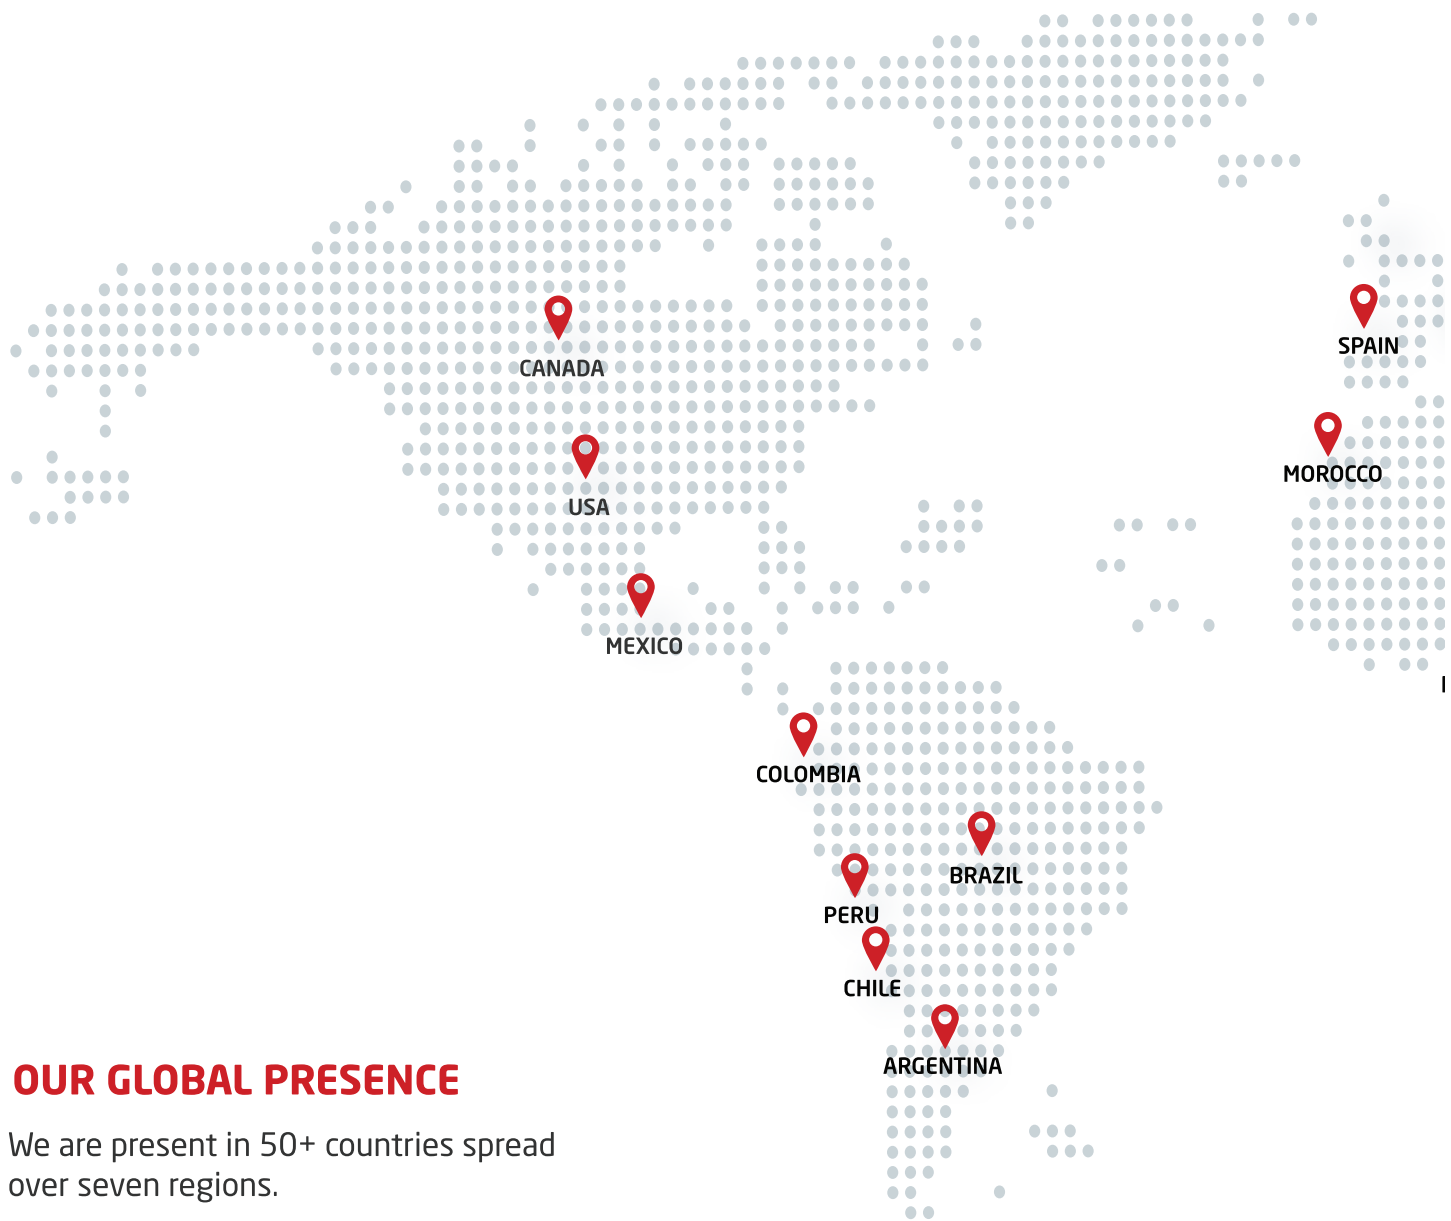 CANADA
SPAIN
MOROCCO
USA
MEXICO
COLOMBIA
BRAZIL
PERU
CHILE
ARGENTINA
OUR GLOBAL PRESENCE
We are present in 50+ countries spread
over seven regions.